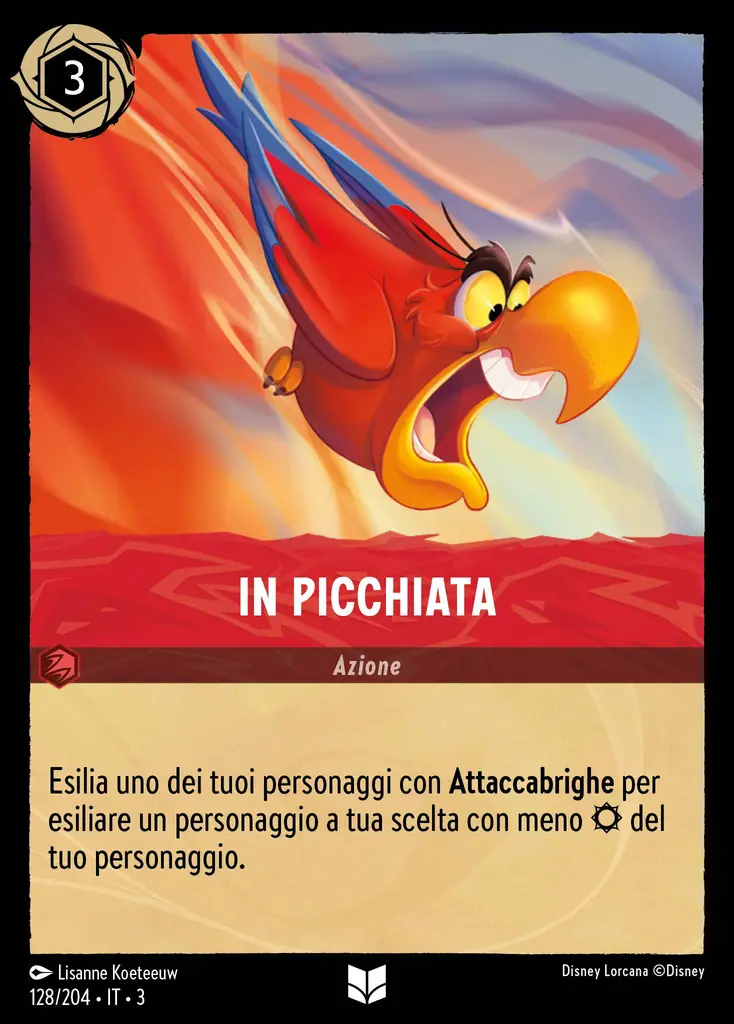 3
IN PICCHIATA
Azione
Esilia uno dei tuoi personaggi con Attaccabrighe per
esiliare un personaggio a tua scelta con meno del
tuo personaggio.
Lisanne Koeteeuw
Disney Lorcana ©Disney
128/204 • IT • 3